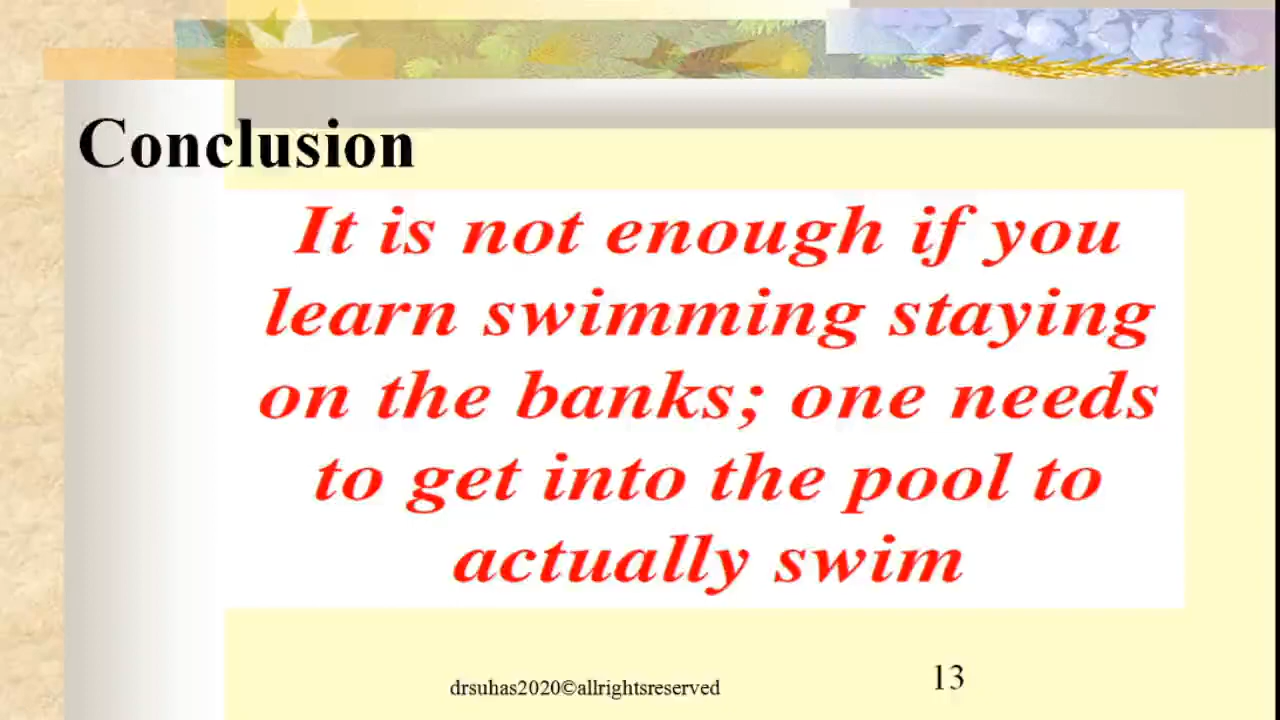 Conclusion
It is not enough if you
learn swimming staying
on the banks; one needs
to get into the pool to
actually swim
drsuhas2020©allrightsreserved
13